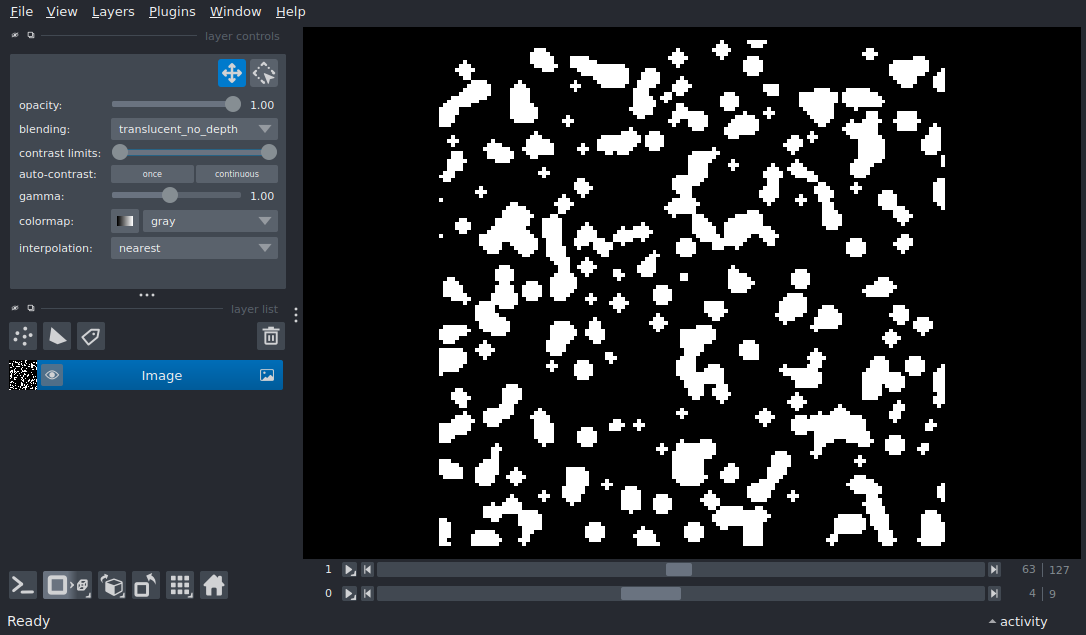 File View Layers Plugins Window Help
layer controls
opacity: 1.00
blending: translucent_no_depth
contrast limits:
auto-contrast: once continuous
gamma: 1.00
colormap: gray
interpolation: nearest
layer list
Image
1 63 127
0 4 9
Ready activity